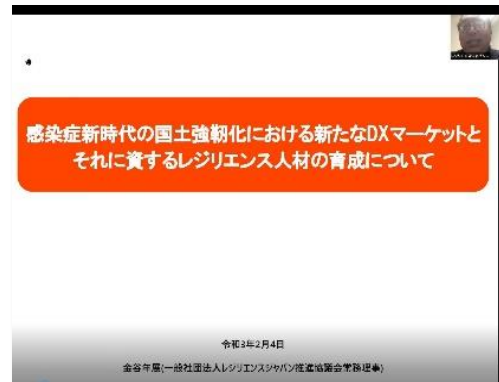 感染症新時代の国土強靭化における新たなDXマーケットと
それに資するレジリエンス人材の育成について
令和3年2月4日
金谷年展(一般社団法人レジリエンスジャパン推進協議会常務理事)